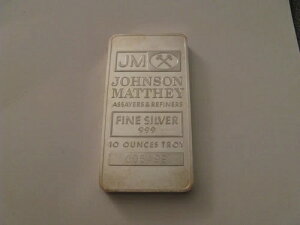 JM
JOHNSON
MATTHEY
ASSAYERS & REFINERS
FINE SILVER
999
10 OUNCES TROY